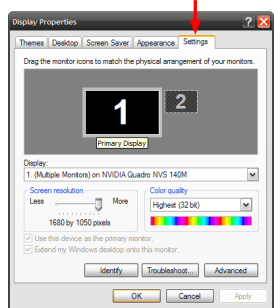 Display Properties
Themes Desktop Screen Saver Appearance Settings
Drag the monitor icons to match the physical arrangement of your monitors.
1 2
Primary Display
Display:
1. (Multiple Monitors) on NVIDIA Quadro NVS 140M
Screen resolution Color quality
Less More Highest (32 bit)
1680 by 1050 pixels
Use this device as the primary monitor.
Extend my Windows desktop onto this monitor.
Identify Troubleshoot... Advanced
OK Cancel Apply